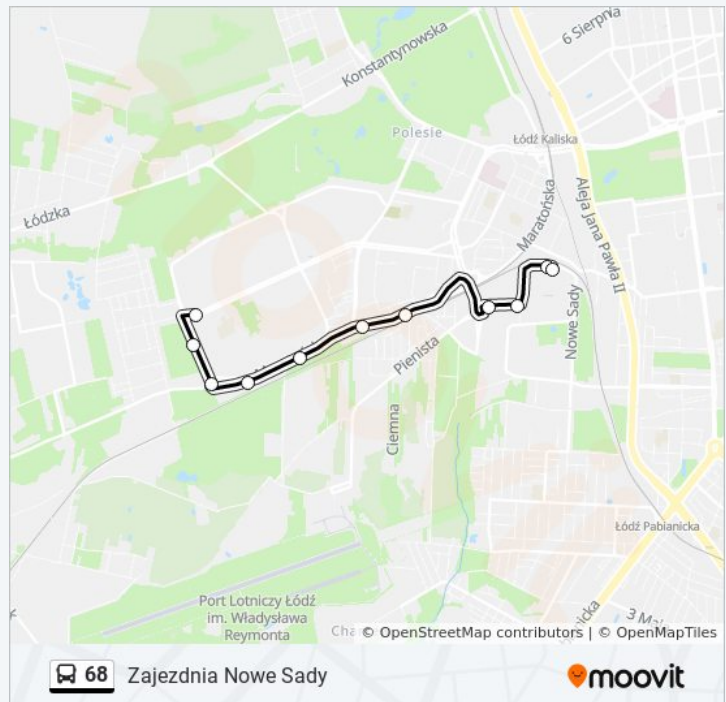 6 Sierpnia
Konstantynowska
Polesie
Łódź Kaliska
Łódzka
Maratońska
Aleja Jana Pawła II
Nowe Sady
Pienista
Ciemna
Łódź Pabianicka
Port Lotniczy Łódź
im. Władysława
Reymonta
© OpenStreetMap contributors | © OpenMapTiles
68 Zajezdnia Nowe Sady
moovit